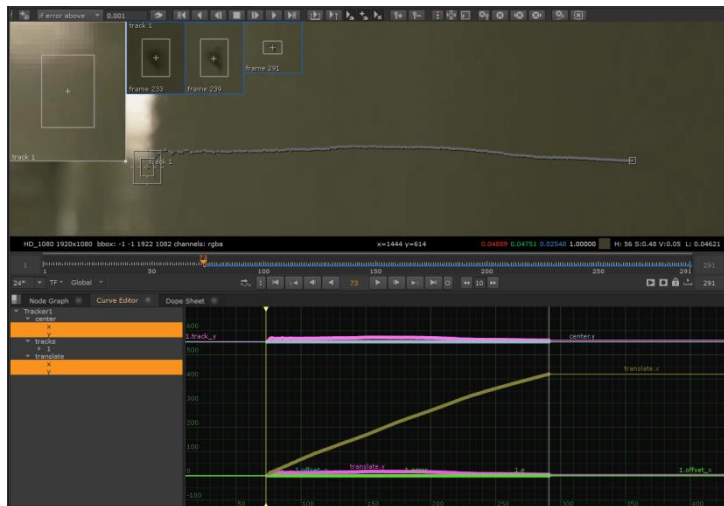 if error above 0.001
track 1
frame 233 frame 239 frame 291
track 1
track 1
HD_1080 1920x1080 bbox: -1 -1 1922 1082 channels: rgba x=1444 y=614 0.04889 0.04751 0.02548 1.00000 H: 56 S:0.48 V:0.05 L: 0.04621
73
1 1 50 100 150 200 250 291 291
24* TF Global 73 10 291
Node Graph Curve Editor Dope Sheet
Tracker1
center
x
y
tracks
1
translate
x
y
600
1.track_y center.y
500
400 translate.x
300
200
100
0 translate.y 1.offset_x
-100
50 100 150 200 250 300 350 400